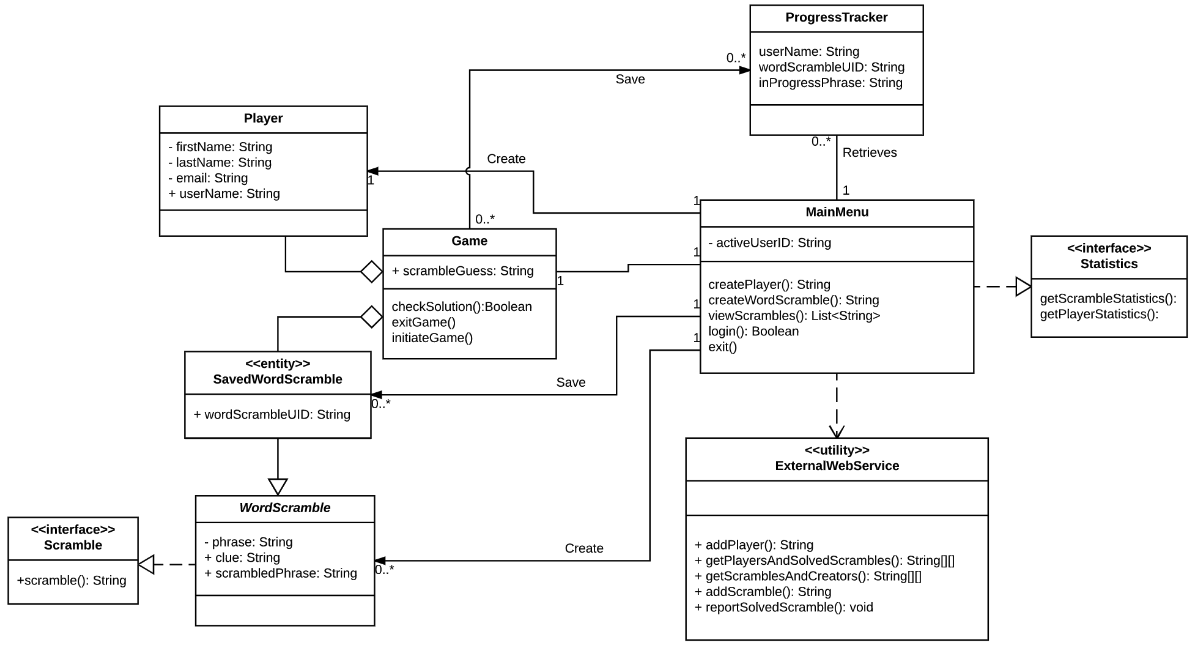 ProgressTracker
userName: String
wordScrambleUID: String
inProgressPhrase: String
0..*
Save
Player
- firstName: String
- lastName: String
- email: String
+ userName: String
1
Create
0..*
Retrieves
1
0..*
Game
+ scrambleGuess: String
checkSolution():Boolean
exitGame()
initiateGame()
1
1
1
1
1
MainMenu
- activeUserID: String
createPlayer(): String
createWordScramble(): String
viewScrambles(): List<String>
login(): Boolean
exit()
<<interface>>
Statistics
getScrambleStatistics():
getPlayerStatistics():
<<entity>>
SavedWordScramble
+ wordScrambleUID: String
0..*
Save
<<utility>>
ExternalWebService
+ addPlayer(): String
+ getPlayersAndSolvedScrambles(): String[][]
+ getScramblesAndCreators(): String[][]
+ addScramble(): String
+ reportSolvedScramble(): void
WordScramble
- phrase: String
+ clue: String
+ scrambledPhrase: String
0..*
Create
<<interface>>
Scramble
+scramble(): String